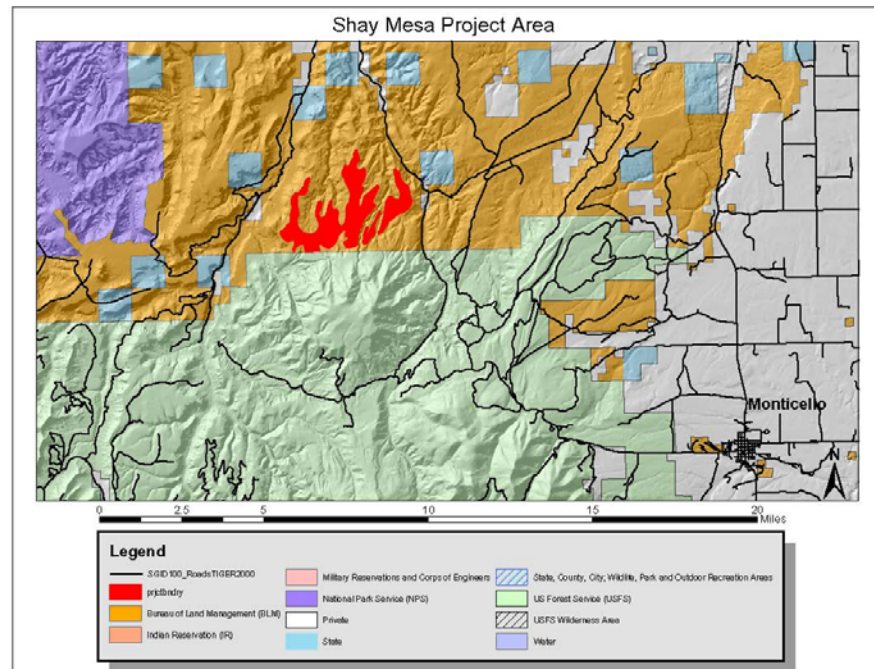 Shay Mesa Project Area
Monticello
N
0 2.5 5 10 15 20
Miles
Legend
SGID100_RoadsTIGER2000
prjctbndry
Bureau of Land Management (BLM)
Indian Reservation (IR)
Military Reservations and Corps of Engineers
National Park Service (NPS)
Private
State
State, County, City; Wildlife, Park and Outdoor Recreation Areas
US Forest Service (USFS)
USFS Wilderness Area
Water